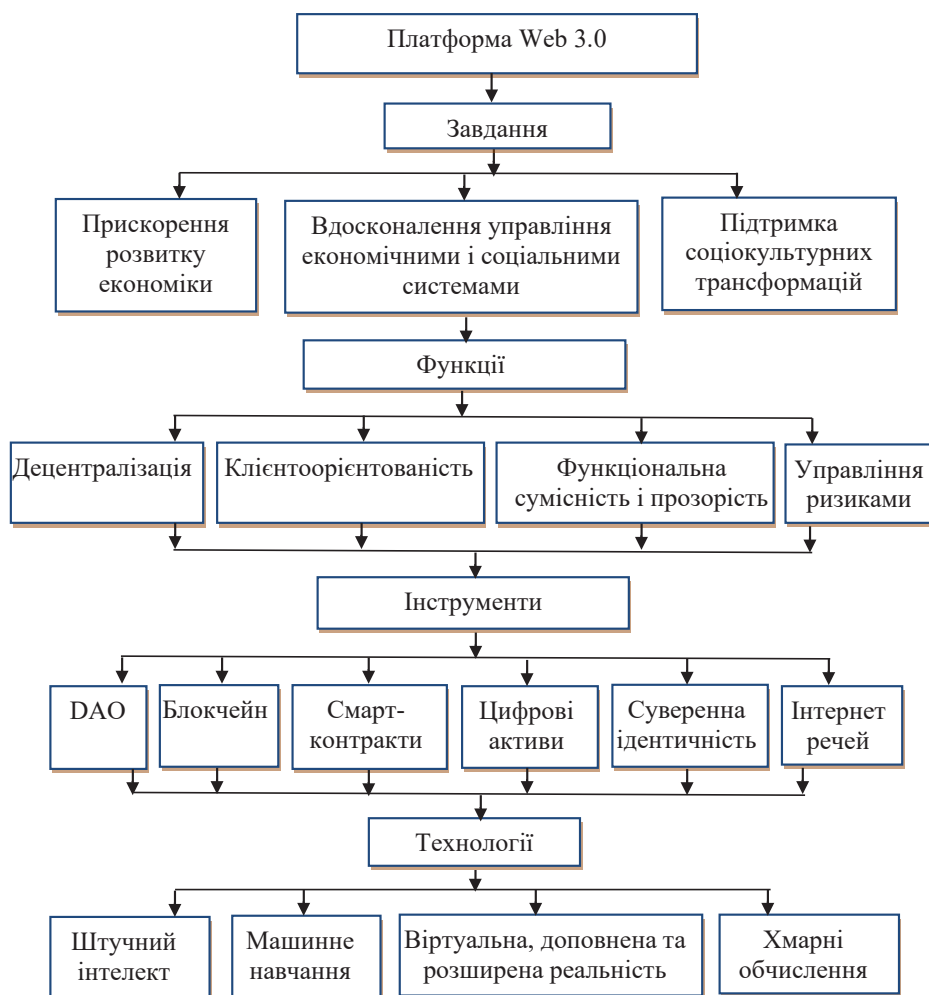 Платформа Web 3.0
Завдання
Прискорення
розвитку
економіки
Вдосконалення управління
економічними і соціальними
системами
Підтримка
соціокультурних
трансформацій
Функції
Децентралізація
Клієнтоорієнтованість
Функціональна
сумісність і прозорість
Управління
ризиками
Інструменти
DAO
Блокчейн
Смарт-
контракти
Цифрові
активи
Суверенна
ідентичність
Інтернет
речей
Технології
Штучний
інтелект
Машинне
навчання
Віртуальна, доповнена та
розширена реальність
Хмарні
обчислення